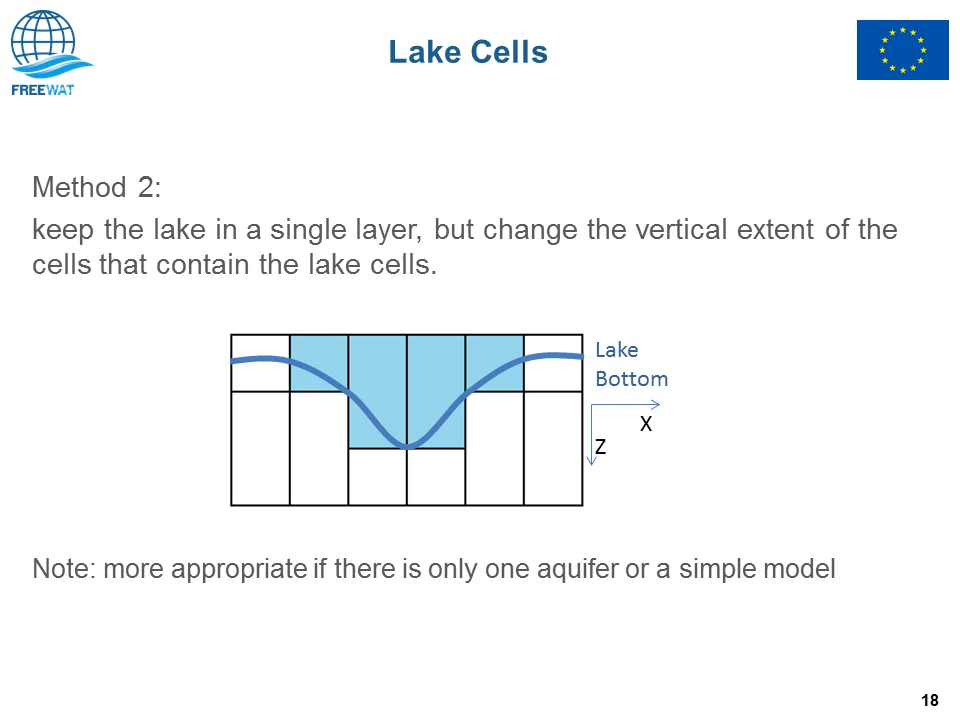 FREEWAT
Lake Cells
Method 2:
keep the lake in a single layer, but change the vertical extent of the
cells that contain the lake cells.
Lake
Bottom
X
Z
Note: more appropriate if there is only one aquifer or a simple model
18